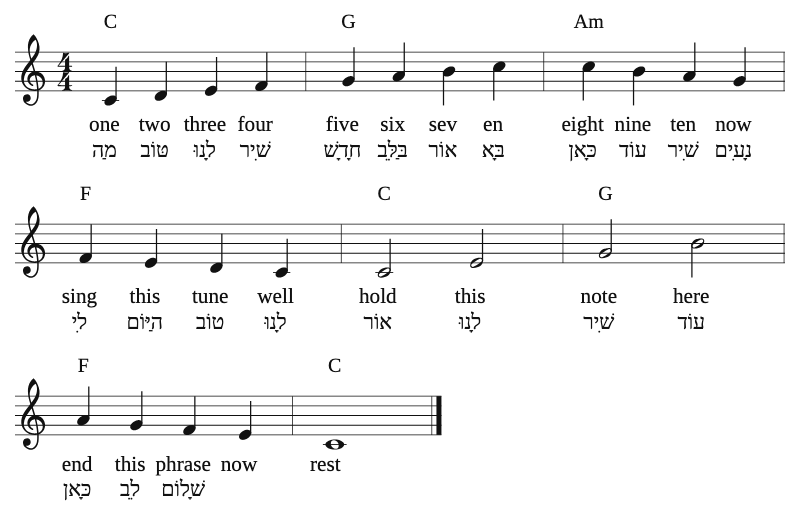 C G Am
one two three four five six sev en eight nine ten now
מַה טּוֹב לָנוּ שִׁיר חָדָשׁ בַּלֵּב אוֹר בָּא כָּאן עוֹד שִׁיר נָעִים
F C G
sing this tune well hold this note here
לִי הַיּוֹם טוֹב לָנוּ אוֹר לָנוּ שִׁיר עוֹד
F C
end this phrase now rest
כָּאן לֵב שָׁלוֹם